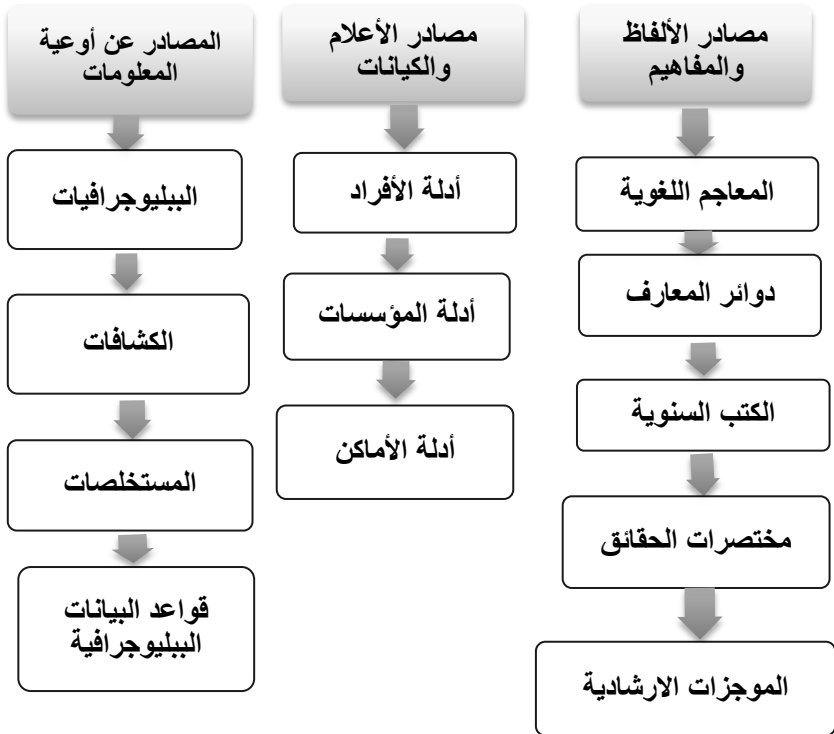 مصادر الألفاظ
والمفاهيم
المعاجم اللغوية
دوائر المعارف
الكتب السنوية
مختصرات الحقائق
الموجزات الارشادية
مصادر الأعلام
والكيانات
أدلة الأفراد
أدلة المؤسسات
أدلة الأماكن
المصادر عن أوعية
المعلومات
الببليوجرافيات
الكشافات
المستخلصات
قواعد البيانات
الببليوجرافية